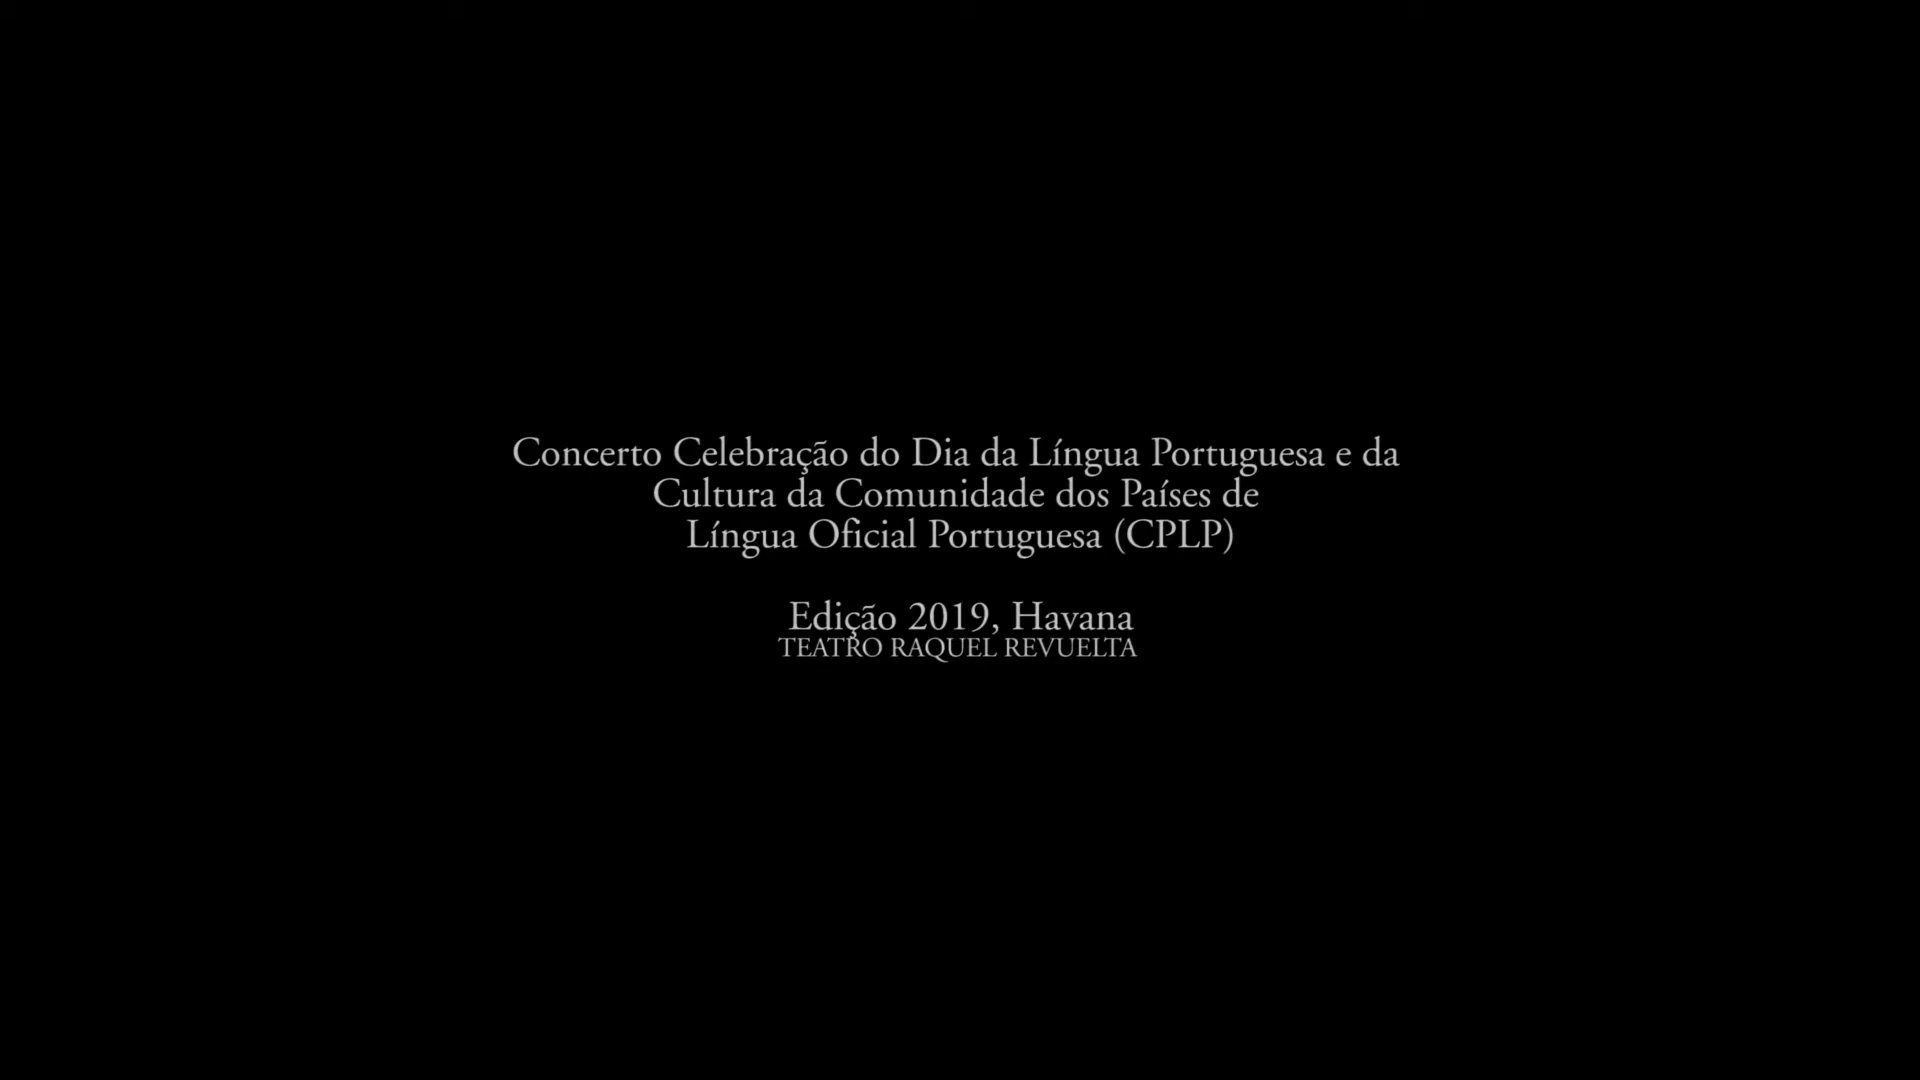 Concerto Celebração do Dia da Língua Portuguesa e da
Cultura da Comunidade dos Países de
Língua Oficial Portuguesa (CPLP)
Edição 2019, Havana
TEATRO RAQUEL REVUELTA